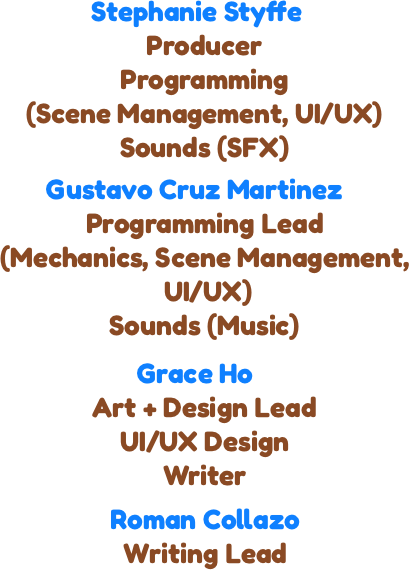 Stephanie Styffe
Producer
Programming
(Scene Management, UI/UX)
Sounds (SFX)
Gustavo Cruz Martinez
Programming Lead
(Mechanics, Scene Management,
UI/UX)
Sounds (Music)
Grace Ho
Art + Design Lead
UI/UX Design
Writer
Roman Collazo
Writing Lead